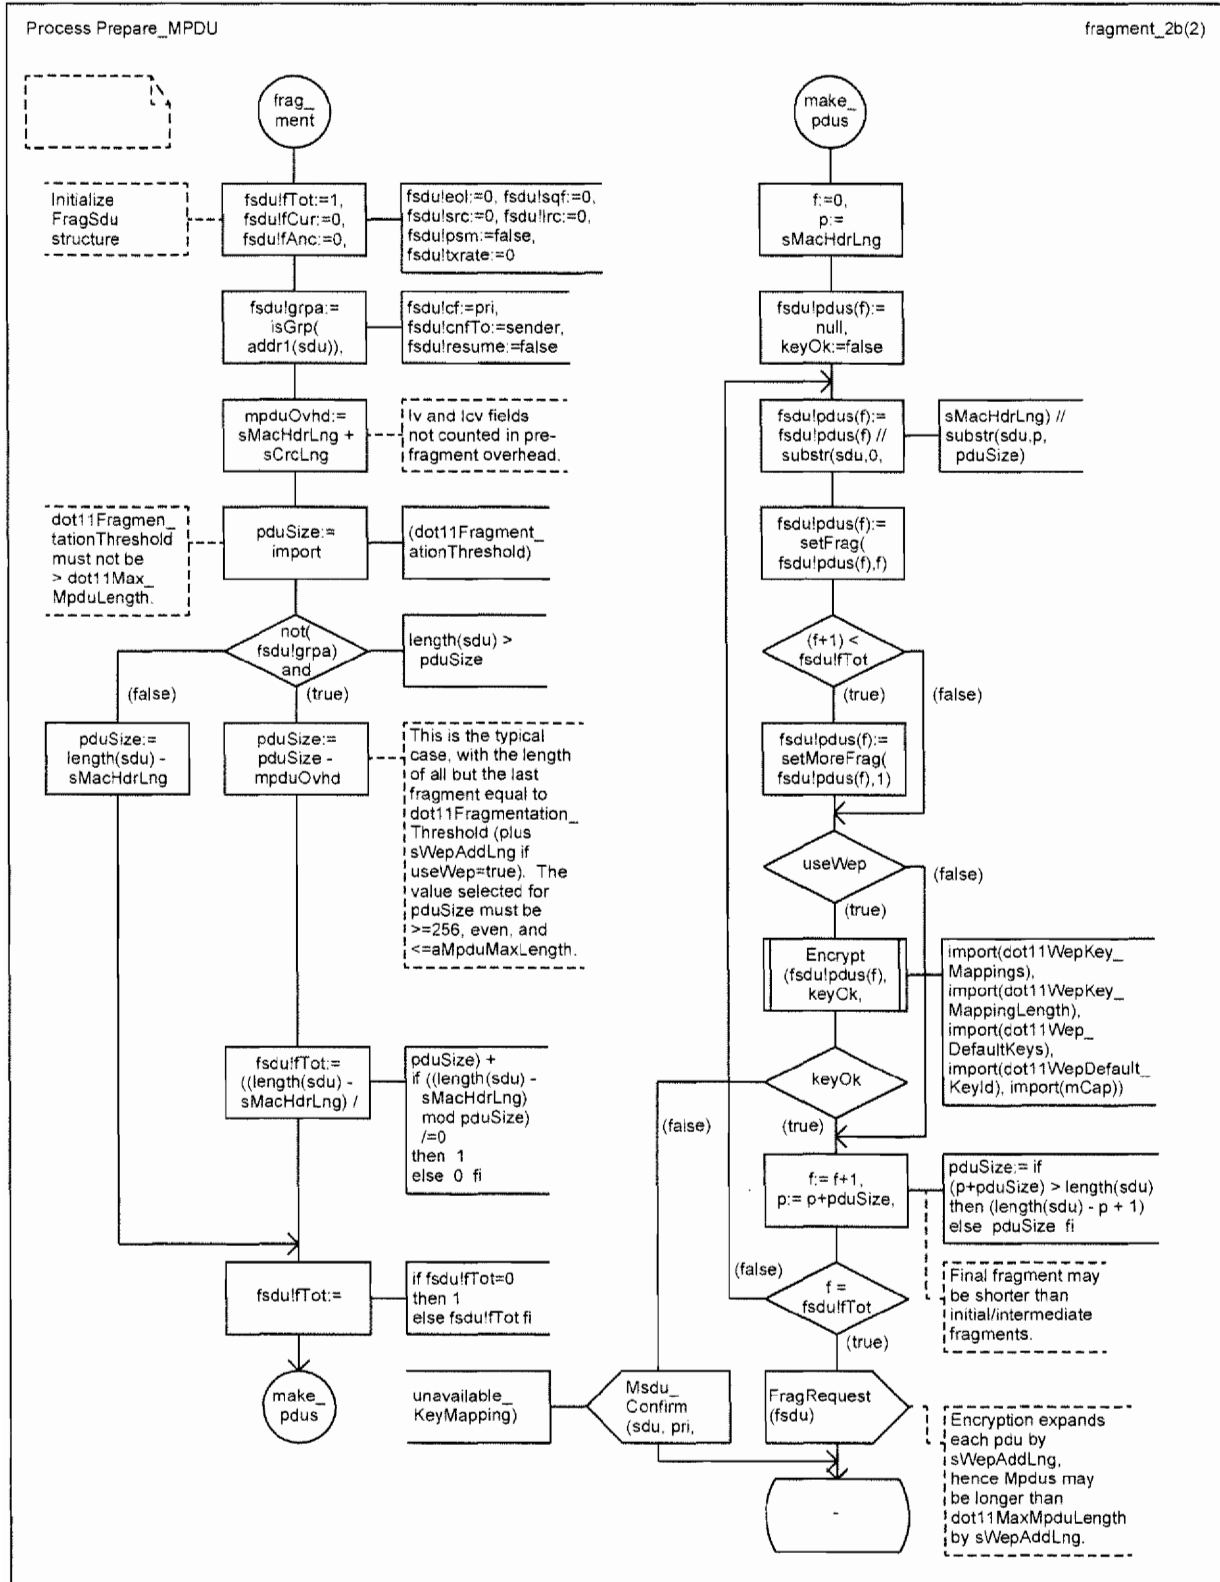 Process Prepare_MPDU
fragment_2b(2)
frag_
ment
Initialize
FragSdu
structure
fsdu!fTot:=1,
fsdu!fCur:=0,
fsdu!fAnc:=0,
fsdu!eol:=0, fsdu!sqf:=0,
fsdu!src:=0, fsdu!lrc:=0,
fsdu!psm:=false,
fsdu!txrate:=0
fsdu!grpa:=
isGrp(
addr1(sdu)),
fsdu!cf:=pri,
fsdu!cnfTo:=sender,
fsdu!resume:=false
mpduOvhd:=
sMacHdrLng +
sCrcLng
Iv and Icv fields
not counted in pre-
fragment overhead.
dot11Fragmen_
tationThreshold
must not be
> dot11Max_
MpduLength.
pduSize:=
import
(dot11Fragment_
ationThreshold)
not(
fsdu!grpa)
and
length(sdu) >
pduSize
(false)
(true)
pduSize:=
length(sdu) -
sMacHdrLng
pduSize:=
pduSize -
mpduOvhd
This is the typical
case, with the length
of all but the last
fragment equal to
dot11Fragmentation_
Threshold (plus
sWepAddLng if
useWep=true). The
value selected for
pduSize must be
>=256, even, and
<=aMpduMaxLength.
fsdu!fTot:=
((length(sdu) -
sMacHdrLng) /
pduSize) +
if ((length(sdu) -
sMacHdrLng)
mod pduSize)
/=0
then 1
else 0 fi
fsdu!fTot:=
if fsdu!fTot=0
then 1
else fsdu!fTot fi
make_
pdus
make_
pdus
f:=0,
p:=
sMacHdrLng
fsdu!pdus(f):=
null,
keyOk:=false
fsdu!pdus(f):=
fsdu!pdus(f) //
substr(sdu,0,
sMacHdrLng) //
substr(sdu,p,
pduSize)
fsdu!pdus(f):=
setFrag(
fsdu!pdus(f),f)
(f+1) <
fsdu!fTot
(true)
(false)
fsdu!pdus(f):=
setMoreFrag(
fsdu!pdus(f),1)
useWep
(false)
(true)
Encrypt
(fsdu!pdus(f),
keyOk,
import(dot11WepKey_
Mappings),
import(dot11WepKey_
MappingLength),
import(dot11Wep_
DefaultKeys),
import(dot11WepDefault_
KeyId), import(mCap))
keyOk
(false)
(true)
f:= f+1,
p:= p+pduSize,
pduSize:= if
(p+pduSize) > length(sdu)
then (length(sdu) - p + 1)
else pduSize fi
(false)
f =
fsdu!fTot
(true)
Final fragment may
be shorter than
initial/intermediate
fragments.
unavailable_
KeyMapping)
Msdu_
Confirm
(sdu, pri,
FragRequest
(fsdu)
Encryption expands
each pdu by
sWepAddLng,
hence Mpdus may
be longer than
dot11MaxMpduLength
by sWepAddLng.
-